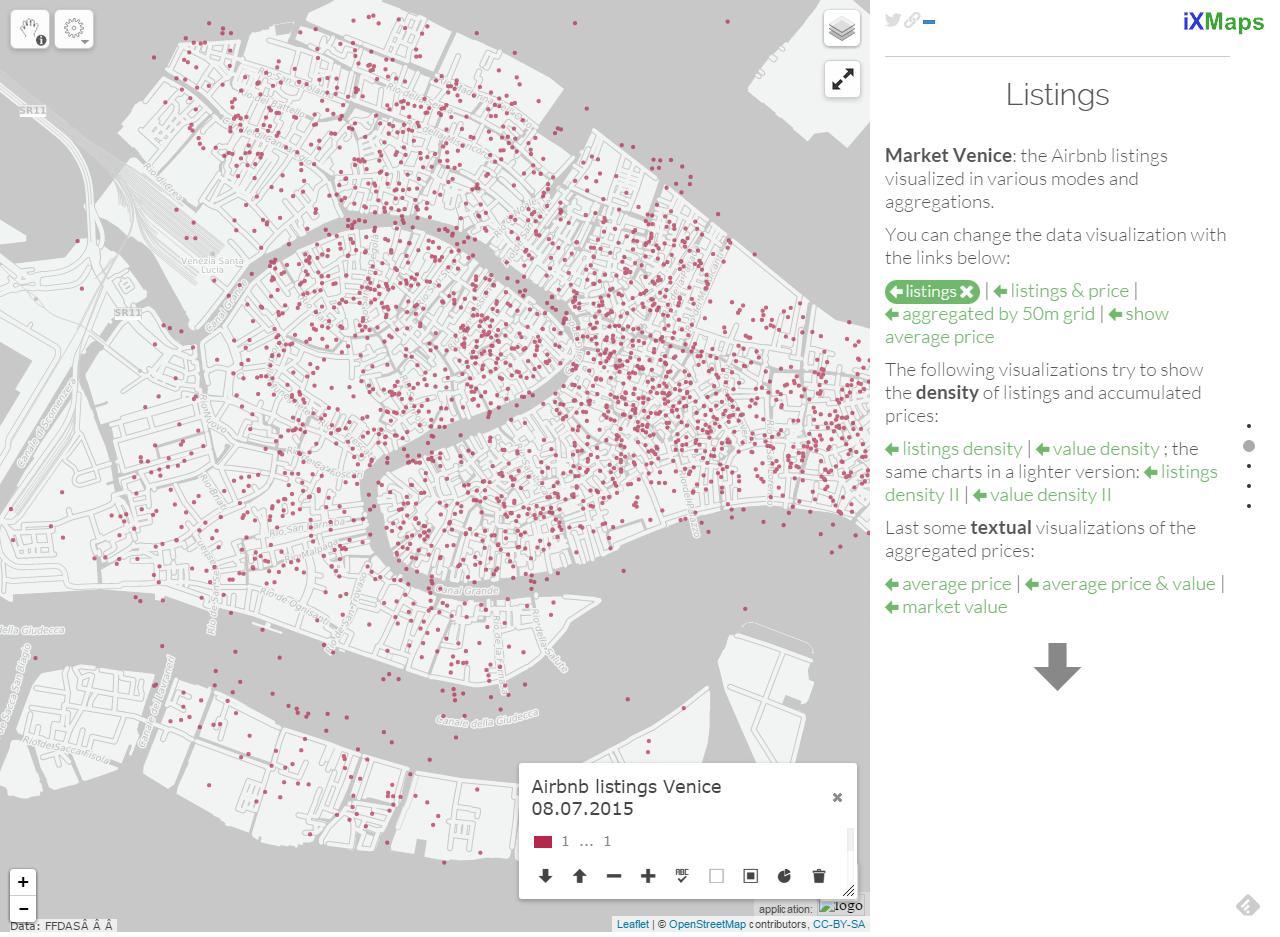 iXMaps
Listings
Market Venice: the Airbnb listings
visualized in various modes and
aggregations.
You can change the data visualization with
the links below:
listings | listings & price |
aggregated by 50m grid | show
average price
The following visualizations try to show
the density of listings and accumulated
prices:
listings density | value density ; the
same charts in a lighter version: listings
density II | value density II
Last some textual visualizations of the
aggregated prices:
average price | average price & value |
market value
SR11
Venezia Santa
Lucia
SR11
Canal Grande
Canale della Giudecca
Airbnb listings Venice
08.07.2015
1 ... 1
ABC
+
−
Data: FFDASÂ Â Â
application: logo
Leaflet | © OpenStreetMap contributors, CC-BY-SA